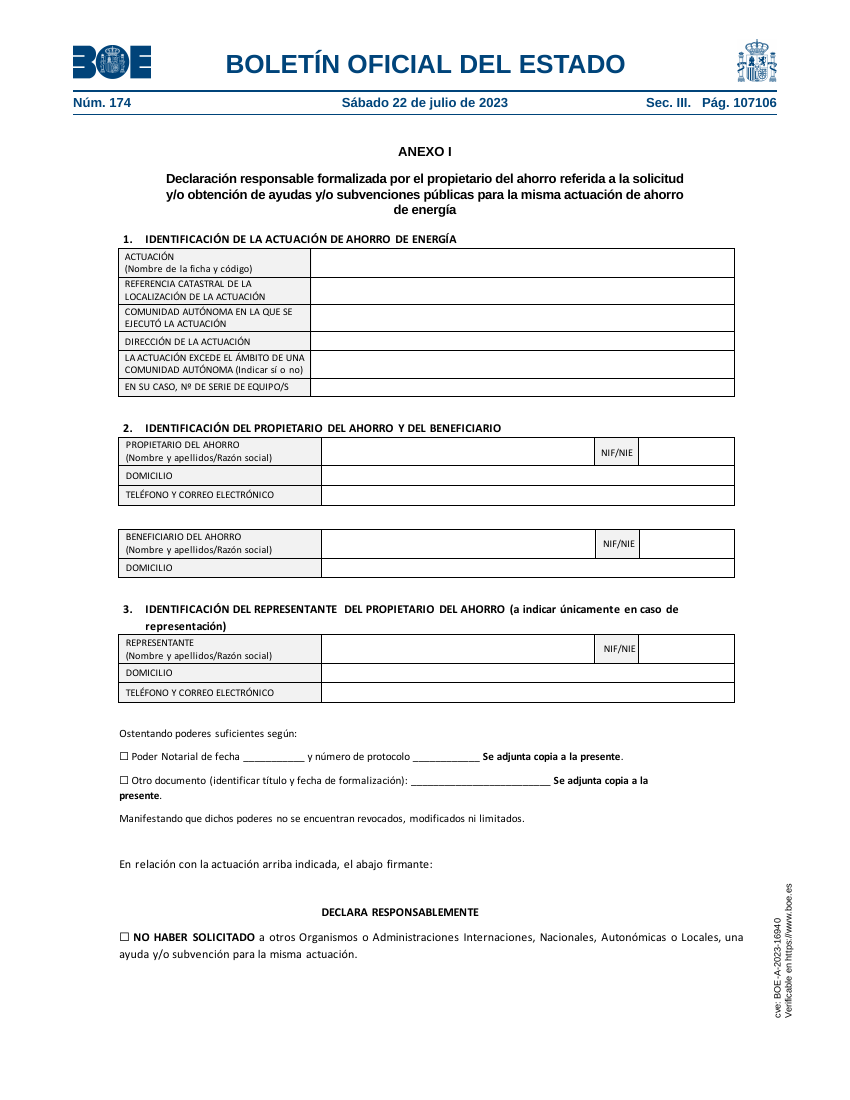 BOE
BOLETÍN OFICIAL DEL ESTADO
Núm. 174 Sábado 22 de julio de 2023 Sec. III. Pág. 107106
ANEXO I
Declaración responsable formalizada por el propietario del ahorro referida a la solicitud
y/o obtención de ayudas y/o subvenciones públicas para la misma actuación de ahorro
de energía
1. IDENTIFICACIÓN DE LA ACTUACIÓN DE AHORRO DE ENERGÍA
ACTUACIÓN
(Nombre de la ficha y código)
REFERENCIA CATASTRAL DE LA
LOCALIZACIÓN DE LA ACTUACIÓN
COMUNIDAD AUTÓNOMA EN LA QUE SE
EJECUTÓ LA ACTUACIÓN
DIRECCIÓN DE LA ACTUACIÓN
LA ACTUACIÓN EXCEDE EL ÁMBITO DE UNA
COMUNIDAD AUTÓNOMA (Indicar sí o no)
EN SU CASO, Nº DE SERIE DE EQUIPO/S
2. IDENTIFICACIÓN DEL PROPIETARIO DEL AHORRO Y DEL BENEFICIARIO
PROPIETARIO DEL AHORRO
(Nombre y apellidos/Razón social)
NIF/NIE
DOMICILIO
TELÉFONO Y CORREO ELECTRÓNICO
BENEFICIARIO DEL AHORRO
(Nombre y apellidos/Razón social)
NIF/NIE
DOMICILIO
3. IDENTIFICACIÓN DEL REPRESENTANTE DEL PROPIETARIO DEL AHORRO (a indicar únicamente en caso de
representación)
REPRESENTANTE
(Nombre y apellidos/Razón social)
NIF/NIE
DOMICILIO
TELÉFONO Y CORREO ELECTRÓNICO
Ostentando poderes suficientes según:
☐ Poder Notarial de fecha ___________ y número de protocolo ____________ Se adjunta copia a la presente.
☐ Otro documento (identificar título y fecha de formalización): _________________________ Se adjunta copia a la
presente.
Manifestando que dichos poderes no se encuentran revocados, modificados ni limitados.
En relación con la actuación arriba indicada, el abajo firmante:
DECLARA RESPONSABLEMENTE
☐ NO HABER SOLICITADO a otros Organismos o Administraciones Internaciones, Nacionales, Autonómicas o Locales, una
ayuda y/o subvención para la misma actuación.
cve: BOE-A-2023-16940
Verificable en https://www.boe.es